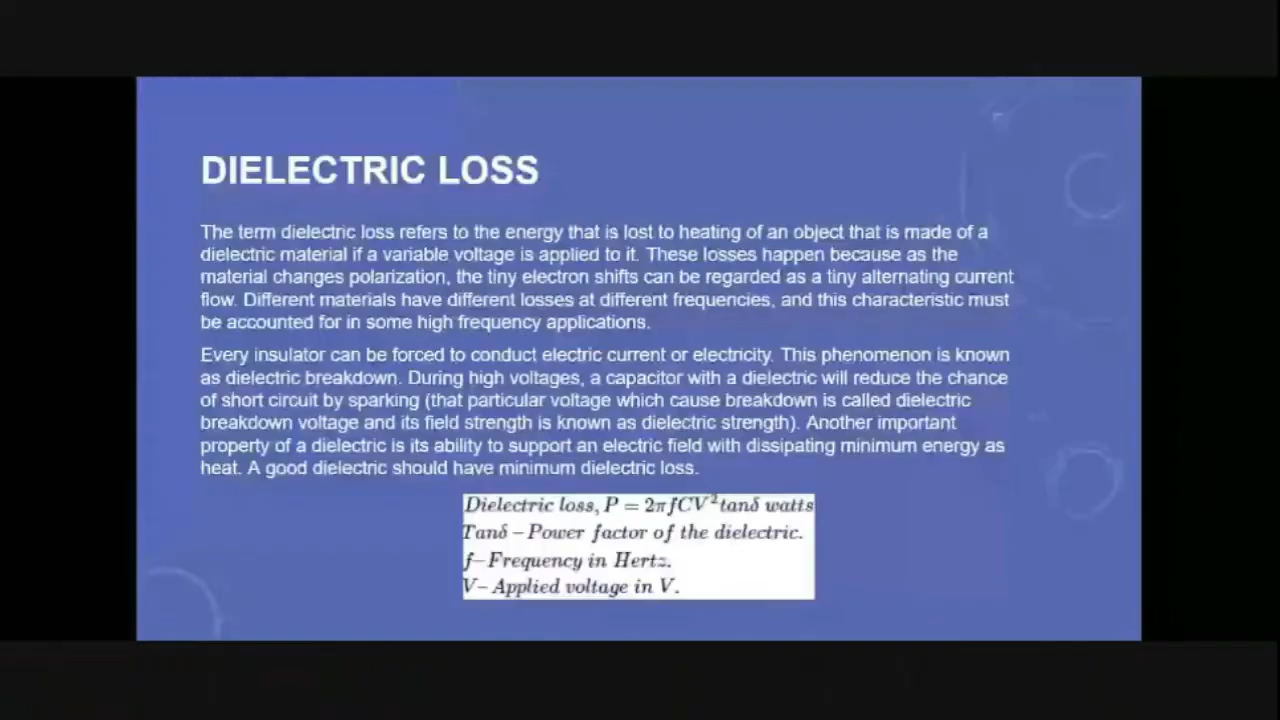 DIELECTRIC LOSS
The term dielectric loss refers to the energy that is lost to heating of an object that is made of a
dielectric material if a variable voltage is applied to it. These losses happen because as the
material changes polarization, the tiny electron shifts can be regarded as a tiny alternating current
flow. Different materials have different losses at different frequencies, and this characteristic must
be accounted for in some high frequency applications.
Every insulator can be forced to conduct electric current or electricity. This phenomenon is known
as dielectric breakdown. During high voltages, a capacitor with a dielectric will reduce the chance
of short circuit by sparking (that particular voltage which cause breakdown is called dielectric
breakdown voltage and its field strength is known as dielectric strength). Another important
property of a dielectric is its ability to support an electric field with dissipating minimum energy as
heat. A good dielectric should have minimum dielectric loss.
Dielectric loss, P = 2πfCV²tanδ watts
Tanδ – Power factor of the dielectric.
f– Frequency in Hertz.
V– Applied voltage in V.